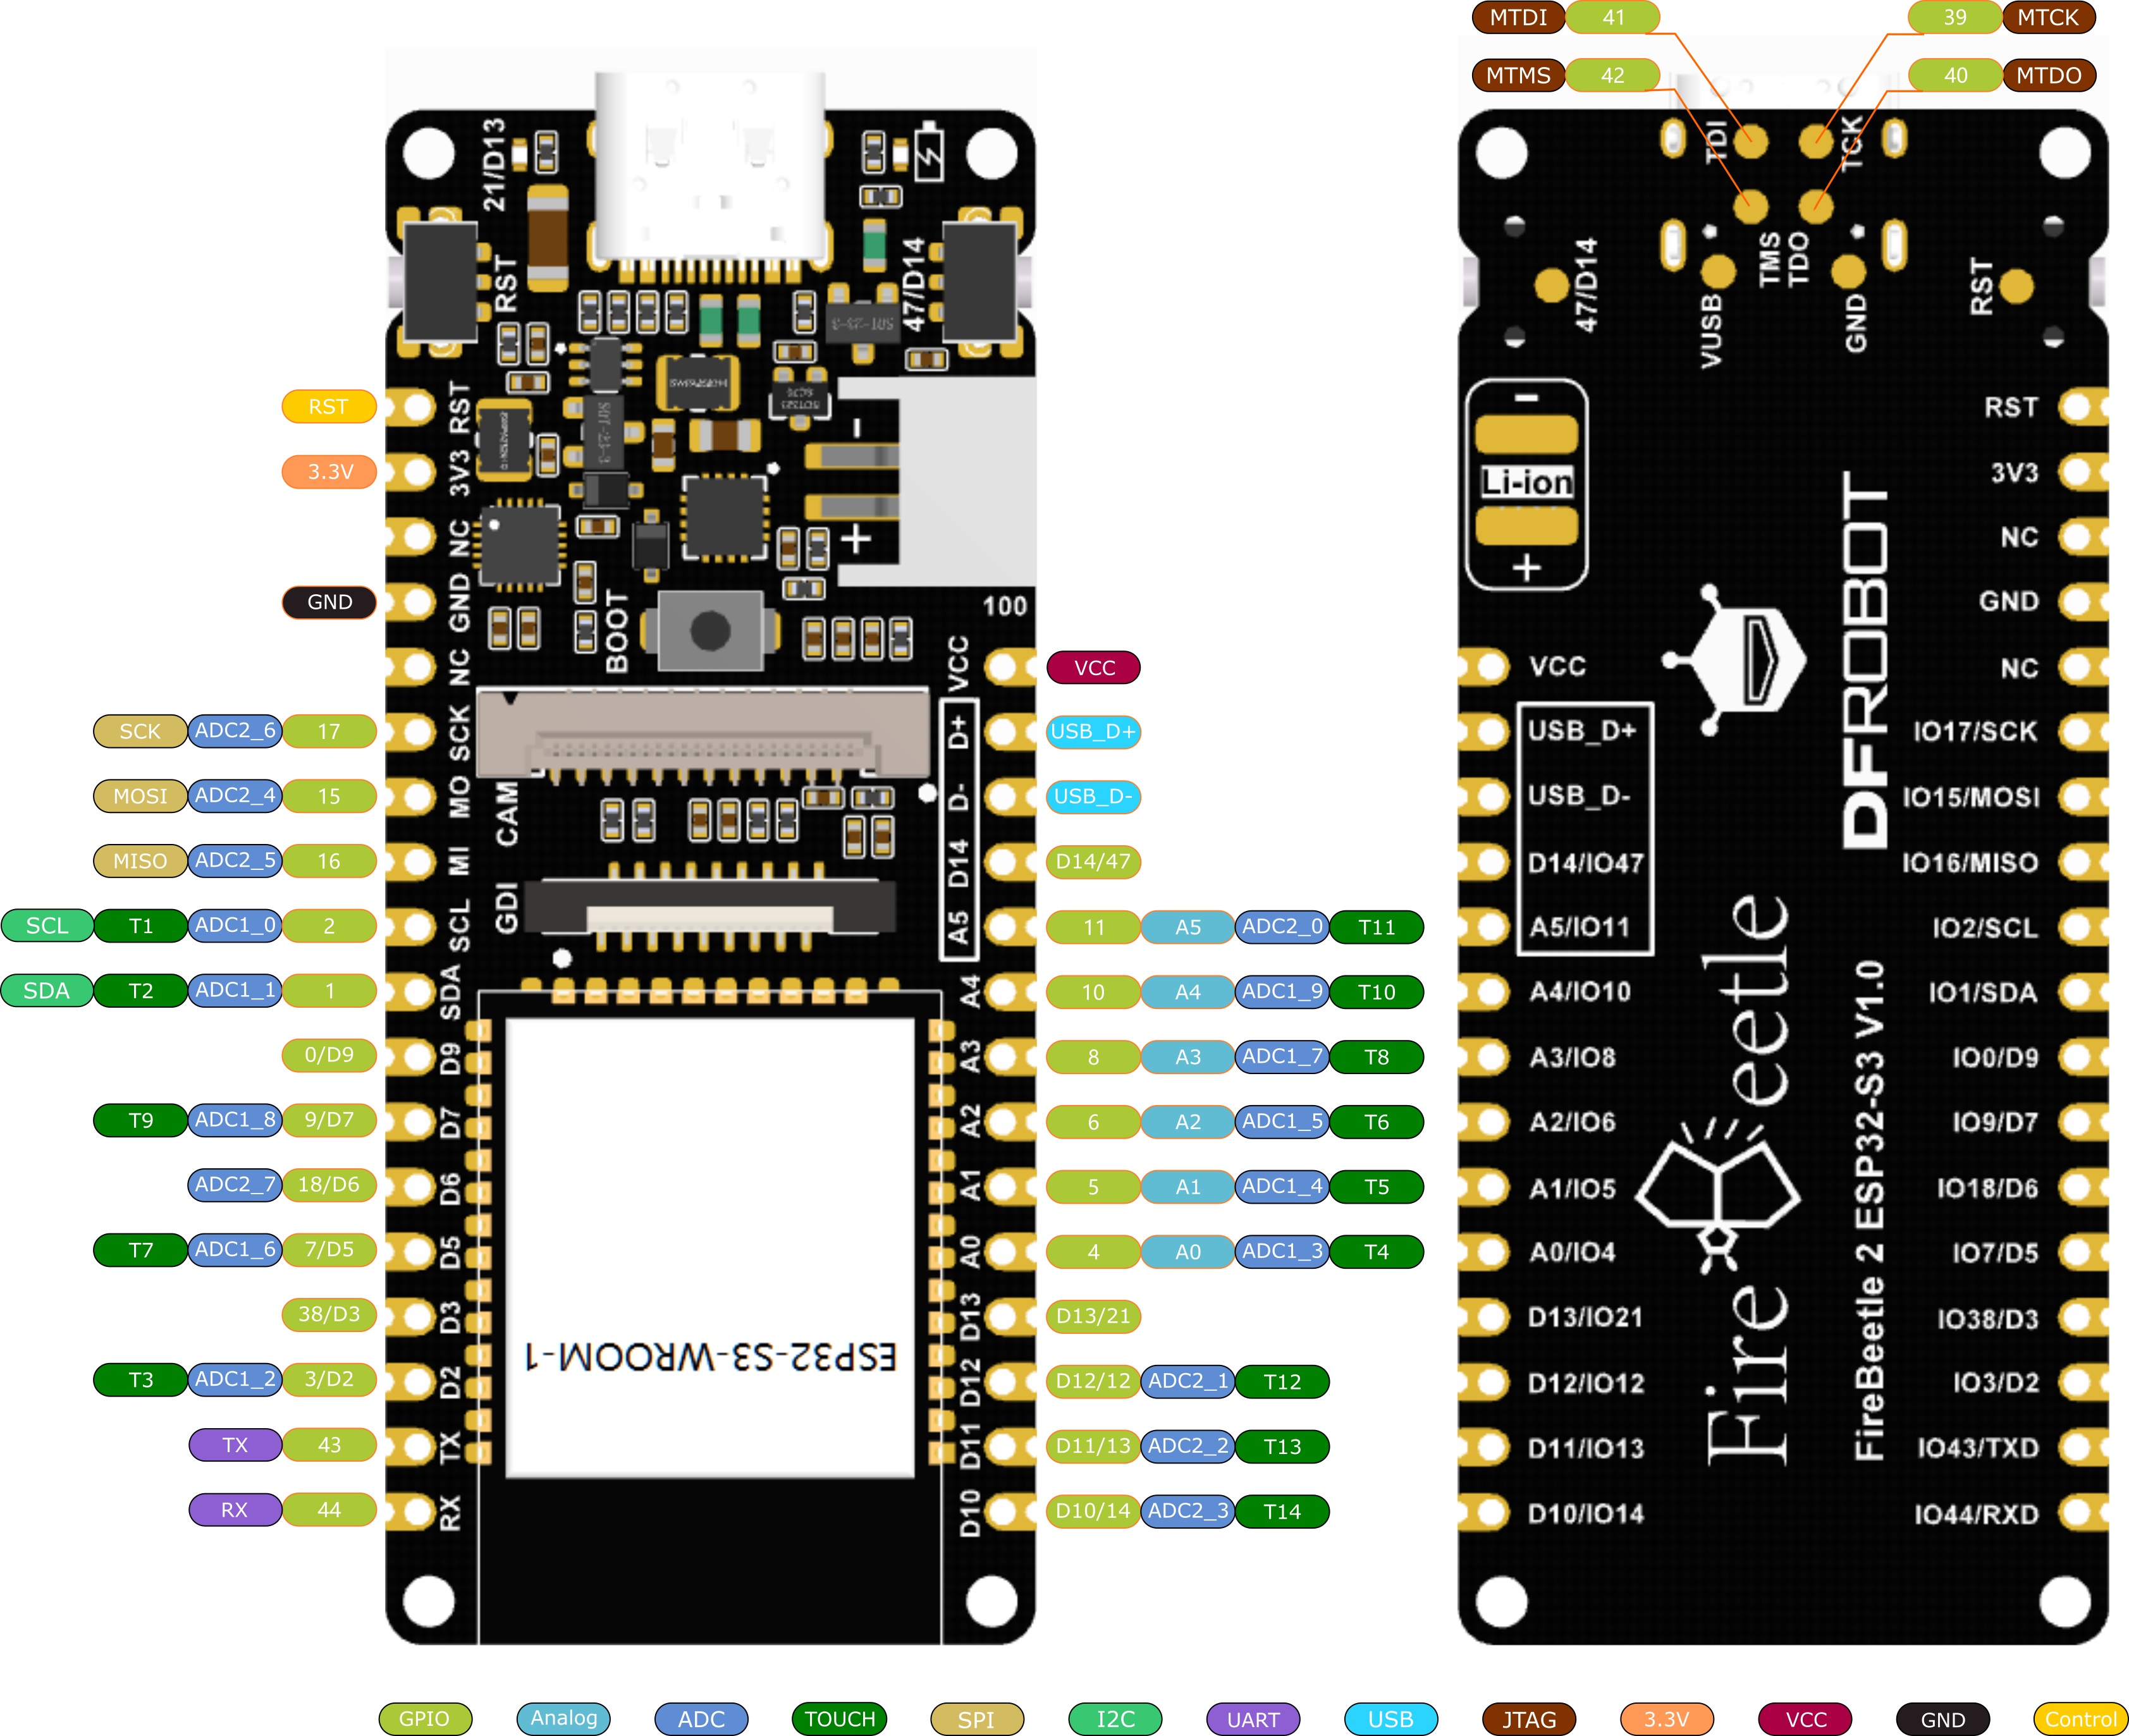 MTDI 41
39 MTCK
MTMS 42
40 MTDO
21/D13
RST
47/D14
RST
3.3V
GND
RST
3V3
NC
GND
NC
SCK
MO
MI
SCL
SDA
D9
D7
D6
D5
D3
D2
TX
RX
-
+
BOOT
100
CAM
GDI
VCC
D+
D-
D14
A5
A4
A3
A2
A1
A0
D13
D12
D11
D10
ESP32-S3-WROOM-1
SCK ADC2_6 17
MOSI ADC2_4 15
MISO ADC2_5 16
SCL T1 ADC1_0 2
SDA T2 ADC1_1 1
0/D9
T9 ADC1_8 9/D7
ADC2_7 18/D6
T7 ADC1_6 7/D5
38/D3
T3 ADC1_2 3/D2
TX 43
RX 44
VCC
USB_D+
USB_D-
D14/47
11 A5 ADC2_0 T11
10 A4 ADC1_9 T10
8 A3 ADC1_7 T8
6 A2 ADC1_5 T6
5 A1 ADC1_4 T5
4 A0 ADC1_3 T4
D13/21
D12/12 ADC2_1 T12
D11/13 ADC2_2 T13
D10/14 ADC2_3 T14
TDI
TCK
TMS
TDO
47/D14
VUSB
GND
RST
-
Li-ion
+
VCC
USB_D+
USB_D-
D14/IO47
A5/IO11
A4/IO10
A3/IO8
A2/IO6
A1/IO5
A0/IO4
D13/IO21
D12/IO12
D11/IO13
D10/IO14
DFROBOT
Fire eetle
FireBeetle 2 ESP32-S3 V1.0
RST
3V3
NC
GND
NC
IO17/SCK
IO15/MOSI
IO16/MISO
IO2/SCL
IO1/SDA
IO0/D9
IO9/D7
IO18/D6
IO7/D5
IO38/D3
IO3/D2
IO43/TXD
IO44/RXD
GPIO Analog ADC TOUCH SPI I2C UART USB JTAG 3.3V VCC GND Control